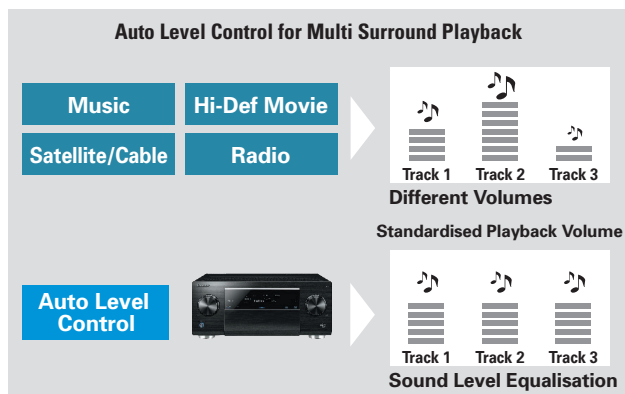 Auto Level Control for Multi Surround Playback
Music
Hi-Def Movie
Satellite/Cable
Radio
Track 1
Track 2
Track 3
Different Volumes
Standardised Playback Volume
Auto Level
Control
Track 1
Track 2
Track 3
Sound Level Equalisation